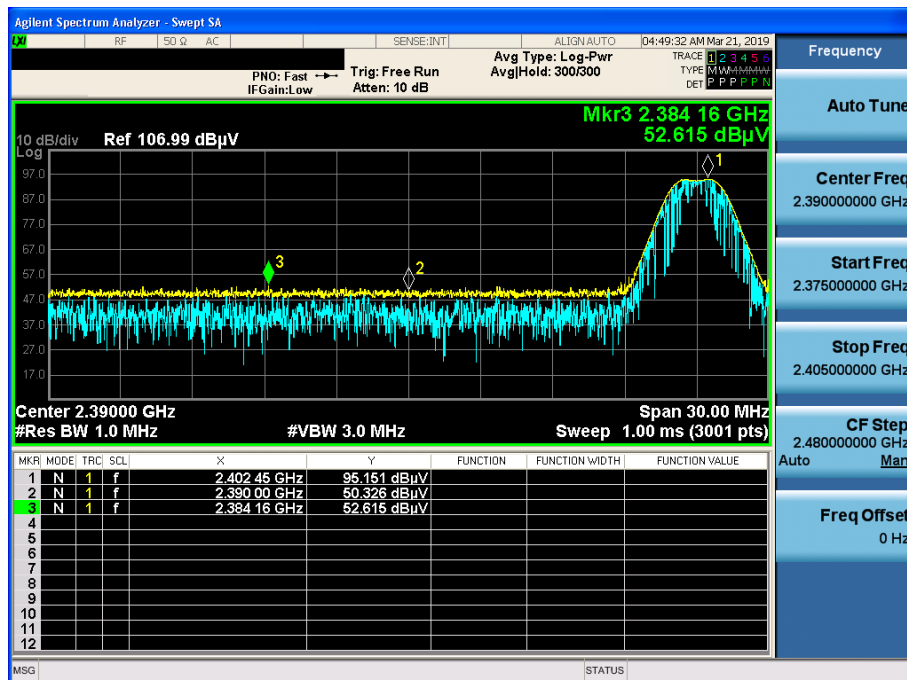 Agilent Spectrum Analyzer - Swept SA
LXI RF 50 Ω AC SENSE:INT ALIGN AUTO 04:49:32 AM Mar 21, 2019
PNO: Fast Trig: Free Run Avg Type: Log-Pwr TRACE 1 2 3 4 5 6
IFGain:Low Atten: 10 dB Avg|Hold: 300/300 TYPE M W M M M W
DET P P P P P N
Mkr3 2.384 16 GHz
52.615 dBµV
10 dB/div Ref 106.99 dBµV
Log
97.0
87.0
77.0
67.0
57.0
47.0
37.0
27.0
17.0
1
2
3
Center 2.39000 GHz Span 30.00 MHz
#Res BW 1.0 MHz #VBW 3.0 MHz Sweep 1.00 ms (3001 pts)
MKR MODE TRC SCL X Y FUNCTION FUNCTION WIDTH FUNCTION VALUE
1 N 1 f 2.402 45 GHz 95.151 dBµV
2 N 1 f 2.390 00 GHz 50.326 dBµV
3 N 1 f 2.384 16 GHz 52.615 dBµV
4
5
6
7
8
9
10
11
12
MSG STATUS
Frequency
Auto Tune
Center Freq
2.390000000 GHz
Start Freq
2.375000000 GHz
Stop Freq
2.405000000 GHz
CF Step
2.480000000 GHz
Auto Man
Freq Offset
0 Hz